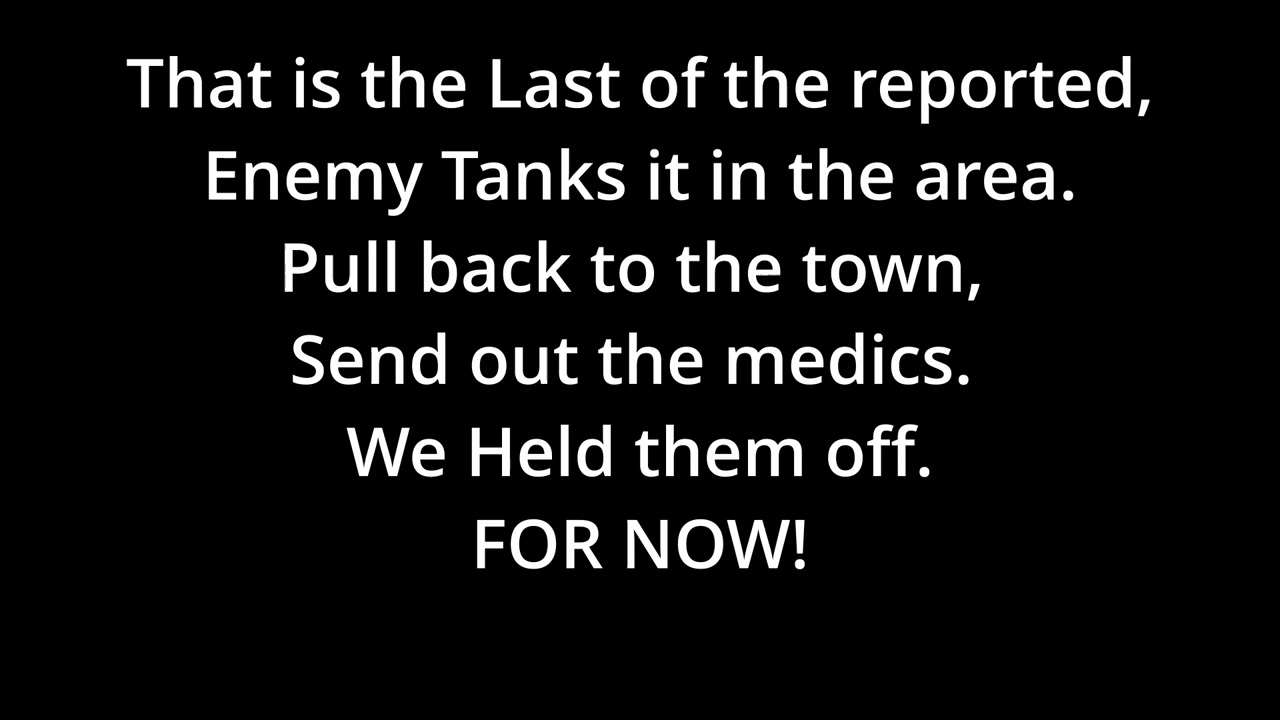 That is the Last of the reported,
Enemy Tanks it in the area.
Pull back to the town,
Send out the medics.
We Held them off.
FOR NOW!